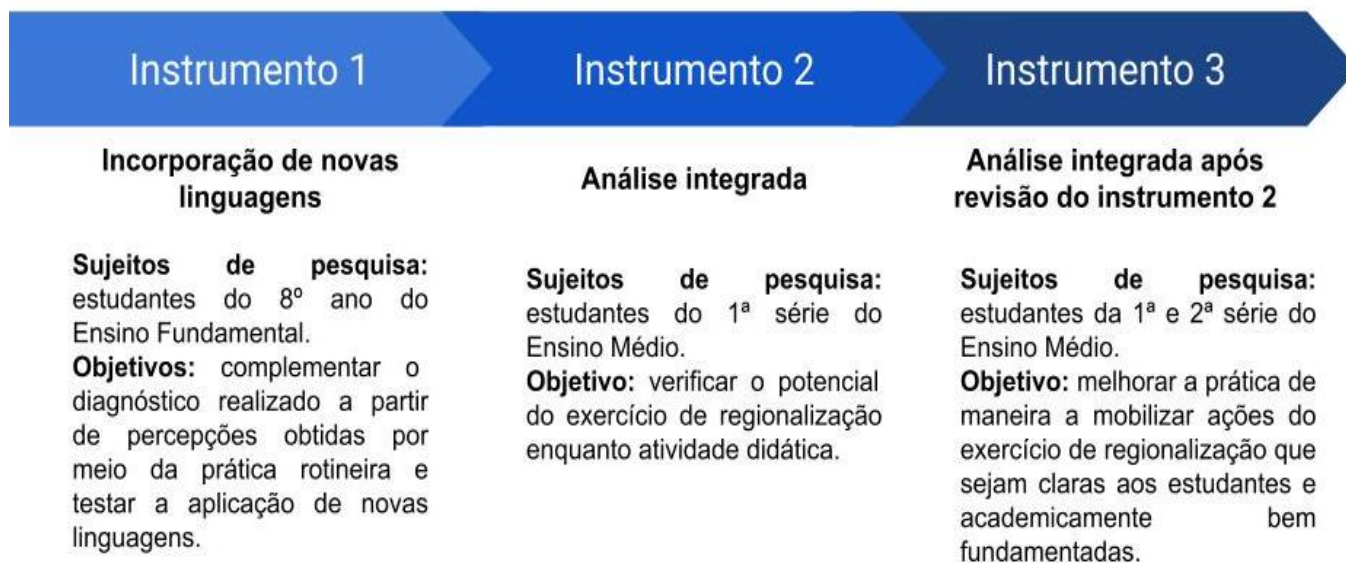 Instrumento 1
Instrumento 2
Instrumento 3
Incorporação de novas
linguagens
Sujeitos de pesquisa:
estudantes do 8º ano do
Ensino Fundamental.
Objetivos: complementar o
diagnóstico realizado a partir
de percepções obtidas por
meio da prática rotineira e
testar a aplicação de novas
linguagens.
Análise integrada
Sujeitos de pesquisa:
estudantes do 1ª série do
Ensino Médio.
Objetivo: verificar o potencial
do exercício de regionalização
enquanto atividade didática.
Análise integrada após
revisão do instrumento 2
Sujeitos de pesquisa:
estudantes da 1ª e 2ª série do
Ensino Médio.
Objetivo: melhorar a prática de
maneira a mobilizar ações do
exercício de regionalização que
sejam claras aos estudantes e
academicamente bem
fundamentadas.